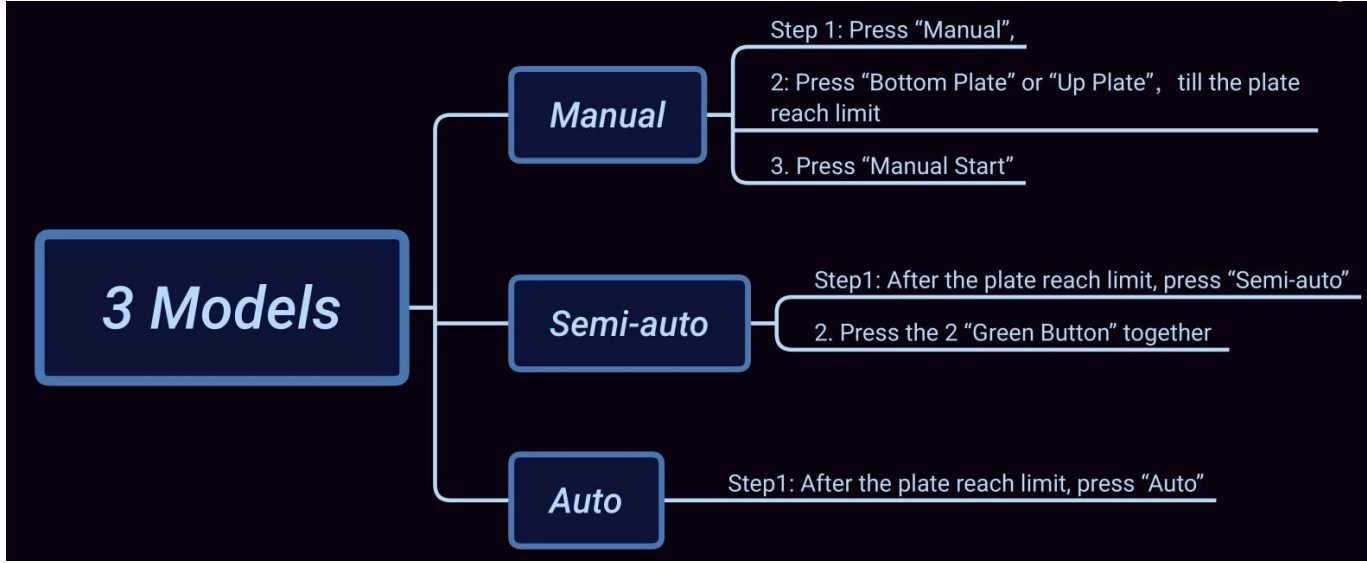 3 Models
Manual
Step 1: Press “Manual”,
2: Press “Bottom Plate” or “Up Plate”, till the plate
reach limit
3. Press “Manual Start”
Semi-auto
Step1: After the plate reach limit, press “Semi-auto”
2. Press the 2 “Green Button” together
Auto
Step1: After the plate reach limit, press “Auto”